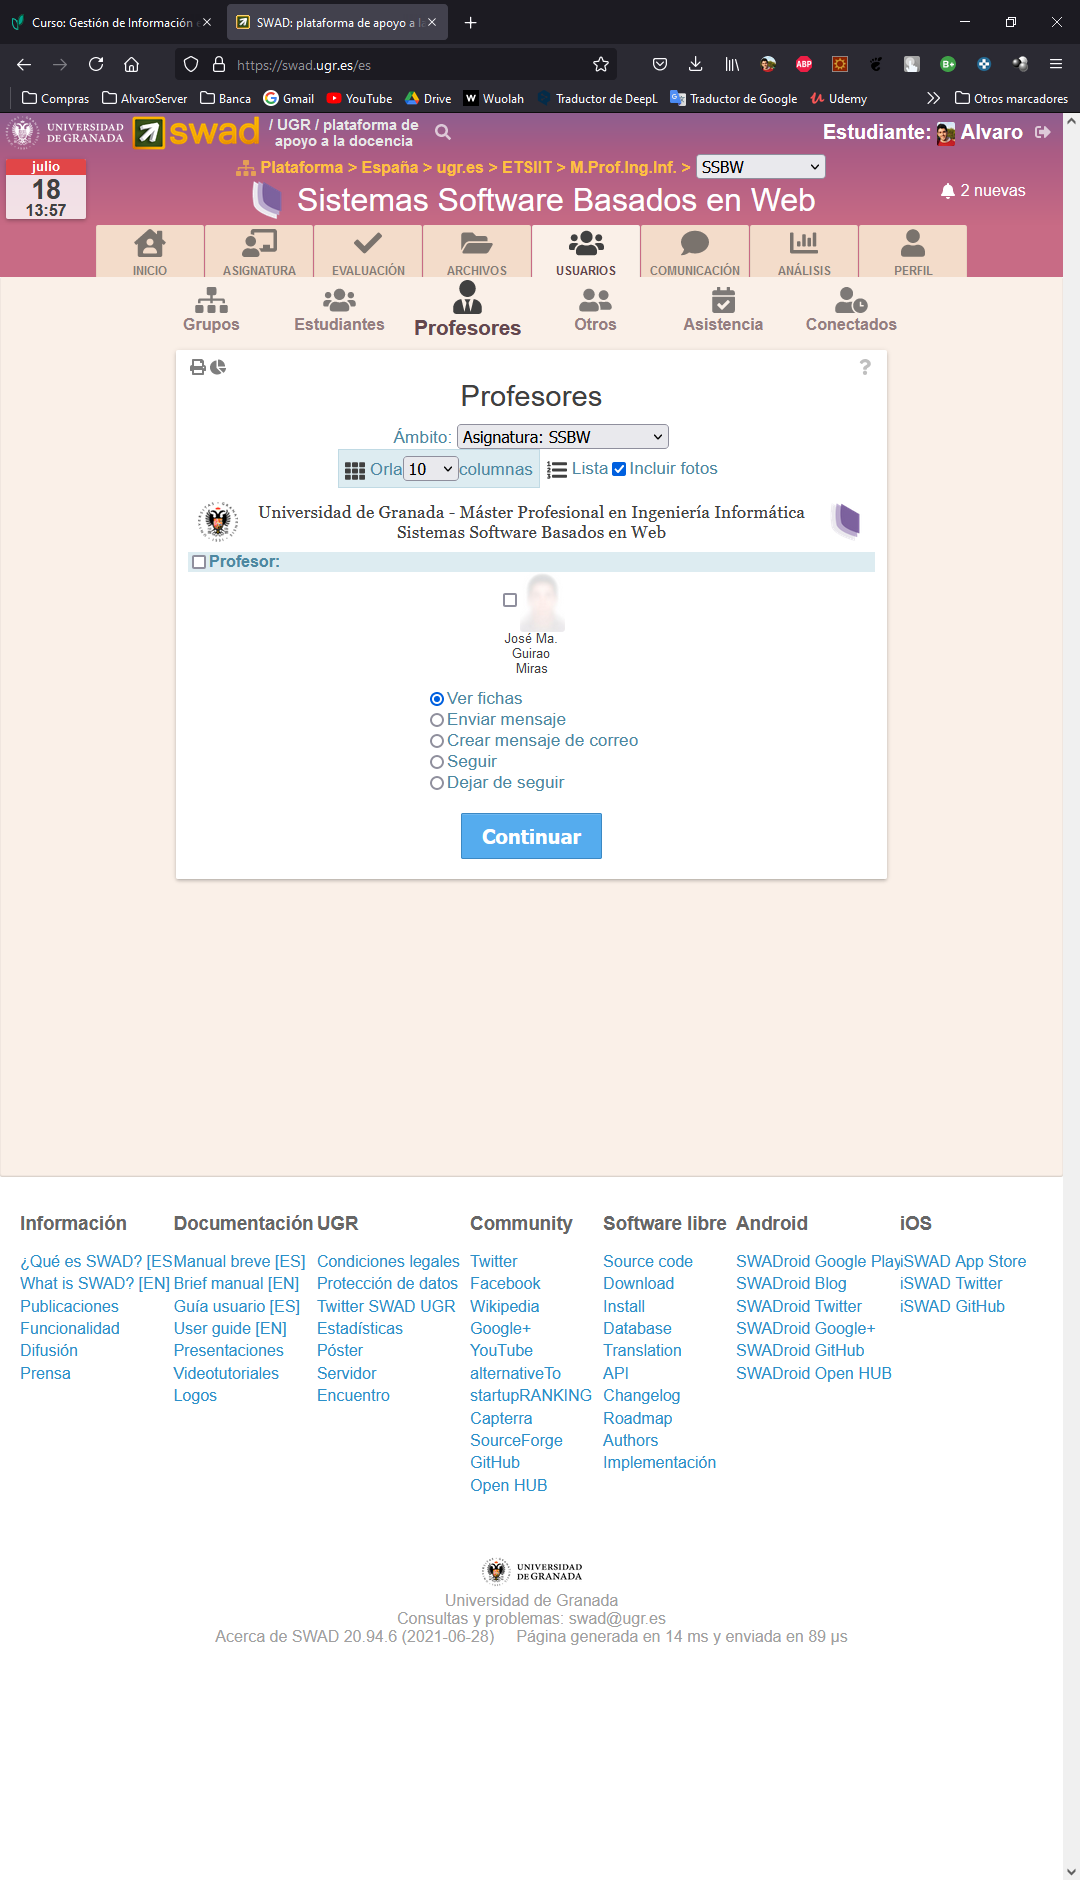 Curso: Gestión de Información
SWAD: plataforma de apoyo a l
https://swad.ugr.es/es
Compras
AlvaroServer
Banca
Gmail
YouTube
Drive
Wuolah
Traductor de DeepL
Traductor de Google
Udemy
Otros marcadores
UNIVERSIDAD
DE GRANADA
swad
/ UGR / plataforma de
apoyo a la docencia
Estudiante: Alvaro
julio
18
13:57
Plataforma > España > ugr.es > ETSIIT > M.Prof.Ing.Inf. > SSBW
Sistemas Software Basados en Web
2 nuevas
INICIO
ASIGNATURA
EVALUACIÓN
ARCHIVOS
USUARIOS
COMUNICACIÓN
ANÁLISIS
PERFIL
Grupos
Estudiantes
Profesores
Otros
Asistencia
Conectados
?
Profesores
Ámbito: Asignatura: SSBW
Orla 10 columnas Lista Incluir fotos
Universidad de Granada - Máster Profesional en Ingeniería Informática
Sistemas Software Basados en Web
Profesor:
José Ma.
Guirao
Miras
Ver fichas
Enviar mensaje
Crear mensaje de correo
Seguir
Dejar de seguir
Continuar
Información
¿Qué es SWAD? [ES
What is SWAD? [EN]
Publicaciones
Funcionalidad
Difusión
Prensa
Documentación
Manual breve [ES]
Brief manual [EN]
Guía usuario [ES]
User guide [EN]
Presentaciones
Videotutoriales
Logos
UGR
Condiciones legales
Protección de datos
Twitter SWAD UGR
Estadísticas
Póster
Servidor
Encuentro
Community
Twitter
Facebook
Wikipedia
Google+
YouTube
alternativeTo
startupRANKING
Capterra
SourceForge
GitHub
Open HUB
Software libre
Source code
Download
Install
Database
Translation
API
Changelog
Roadmap
Authors
Implementación
Android
SWADroid Google Play
SWADroid Blog
SWADroid Twitter
SWADroid Google+
SWADroid GitHub
SWADroid Open HUB
iOS
iSWAD App Store
iSWAD Twitter
iSWAD GitHub
UNIVERSIDAD
DE GRANADA
Universidad de Granada
Consultas y problemas: swad@ugr.es
Acerca de SWAD 20.94.6 (2021-06-28) Página generada en 14 ms y enviada en 89 µs